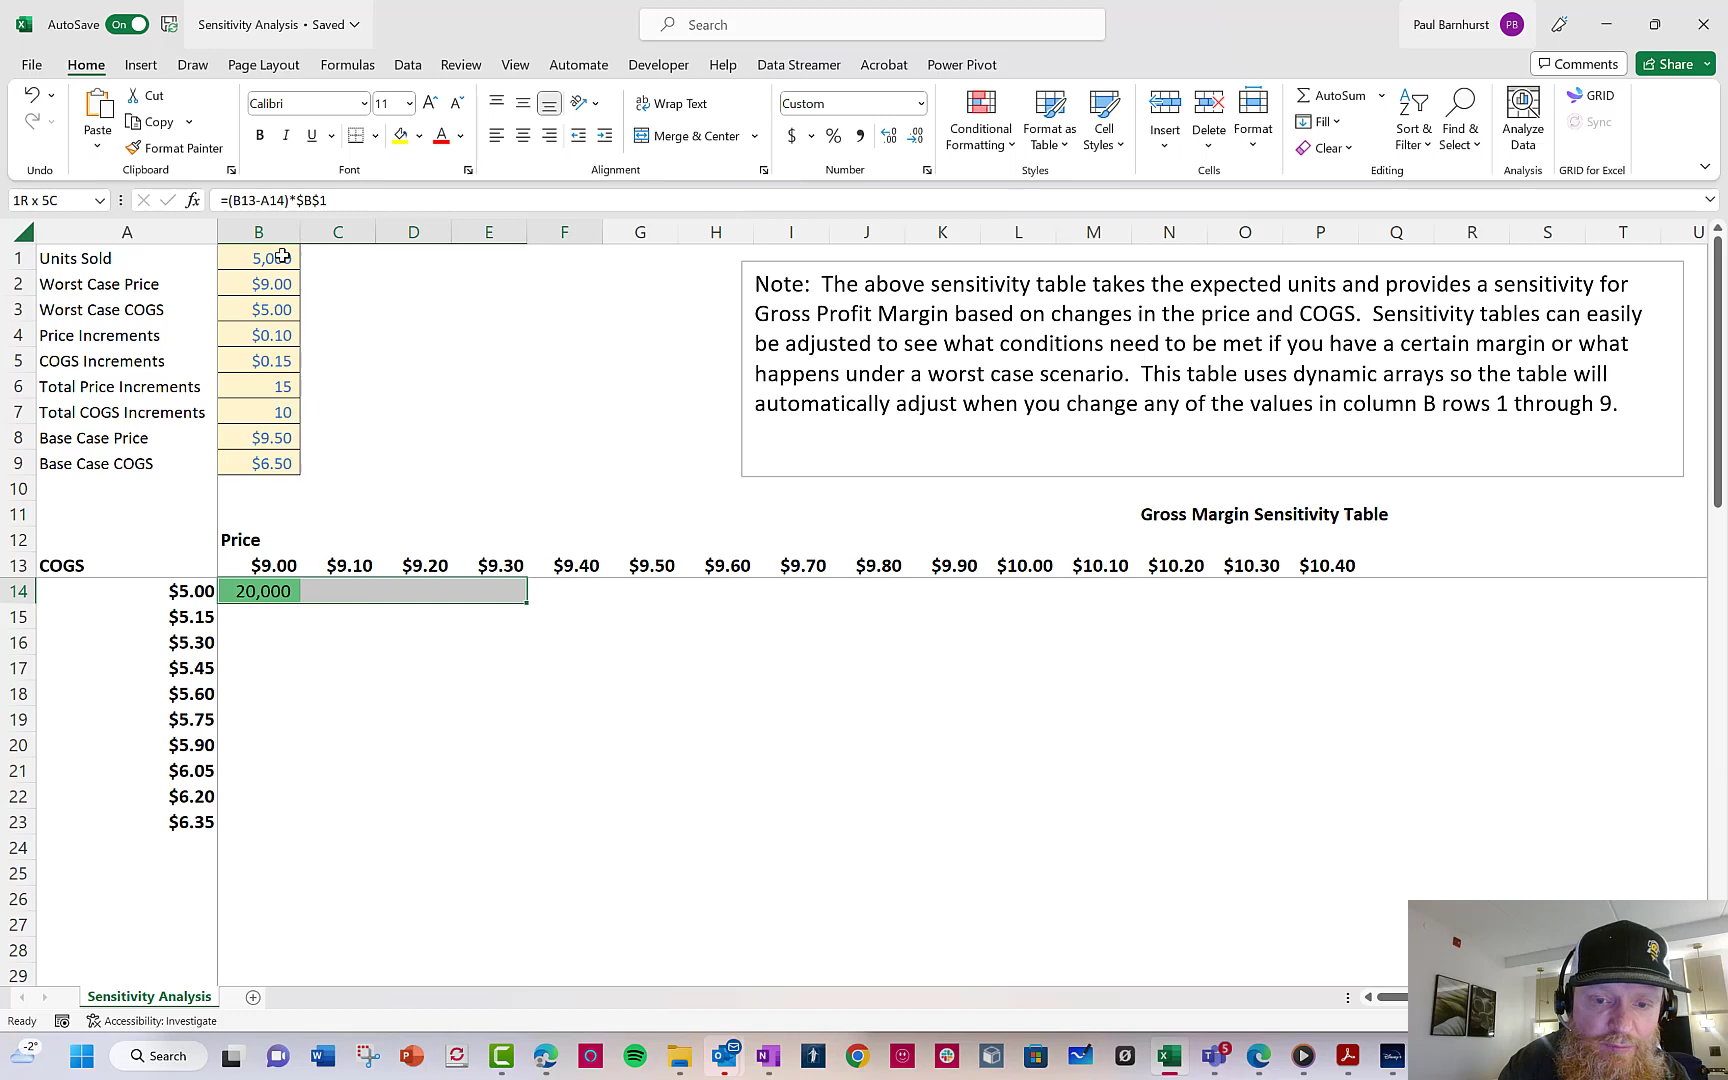 AutoSave On Sensitivity Analysis • Saved Search Paul Barnhurst PB
File Home Insert Draw Page Layout Formulas Data Review View Automate Developer Help Data Streamer Acrobat Power Pivot Comments Share
Paste Cut Copy Format Painter
Calibri 11 B I U A
Wrap Text Merge & Center
Custom $ %
Conditional Formatting Format as Table Cell Styles
Insert Delete Format
AutoSum Fill Clear Sort & Filter Find & Select
Analyze Data
GRID Sync
Undo Clipboard Font Alignment Number Styles Cells Editing Analysis GRID for Excel
1R x 5C fx =(B13-A14)*$B$1
A B C D E F G H I J K L M N O P Q R S T U
1 Units Sold
2 Worst Case Price $9.00
3 Worst Case COGS $5.00
4 Price Increments $0.10
5 COGS Increments $0.15
6 Total Price Increments 15
7 Total COGS Increments 10
8 Base Case Price $9.50
9 Base Case COGS $6.50
Note: The above sensitivity table takes the expected units and provides a sensitivity for
Gross Profit Margin based on changes in the price and COGS. Sensitivity tables can easily
be adjusted to see what conditions need to be met if you have a certain margin or what
happens under a worst case scenario. This table uses dynamic arrays so the table will
automatically adjust when you change any of the values in column B rows 1 through 9.
10
11 Gross Margin Sensitivity Table
12 Price
13 COGS $9.00 $9.10 $9.20 $9.30 $9.40 $9.50 $9.60 $9.70 $9.80 $9.90 $10.00 $10.10 $10.20 $10.30 $10.40
14 $5.00 20,000
15 $5.15
16 $5.30
17 $5.45
18 $5.60
19 $5.75
20 $5.90
21 $6.05
22 $6.20
23 $6.35
24
25
26
27
28
29
Sensitivity Analysis
Ready Accessibility: Investigate
-2° Search 5